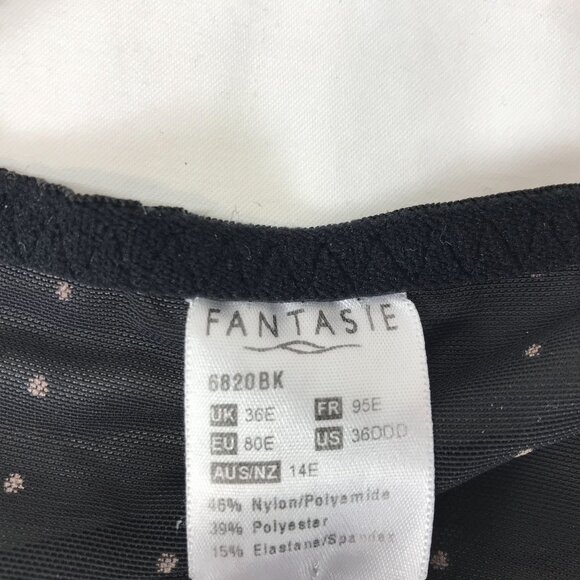 FANTASIE
6820BK
UK 36E FR 95E
EU 80E US 36DDD
AUS/NZ 14E
46% Nylon/Polyamide
39% Polyester
15% Elastane/Spandex